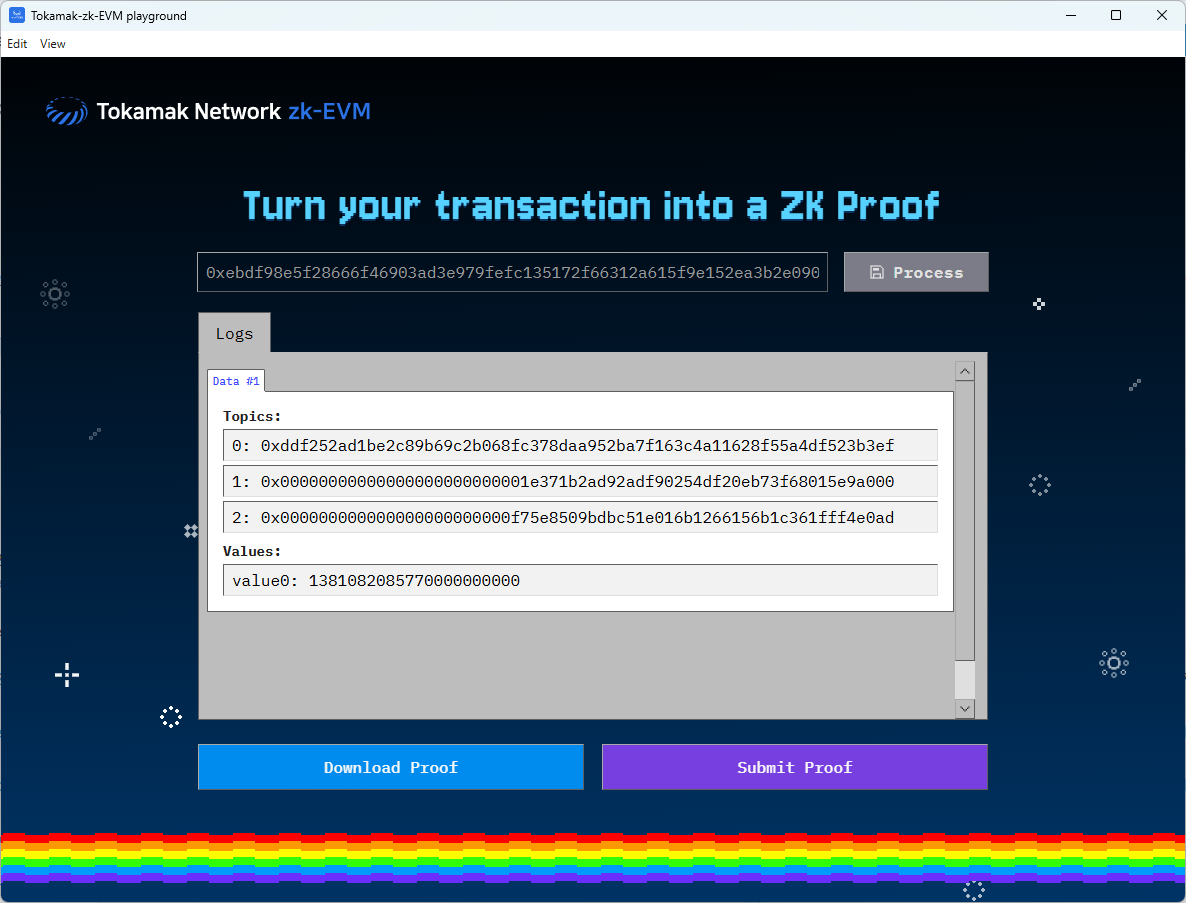 Tokamak-zk-EVM playground
Edit View
Tokamak Network zk-EVM
Turn your transaction into a ZK Proof
0xebdf98e5f28666f46903ad3e979fefc135172f66312a615f9e152ea3b2e090
Process
Logs
Data #1
Topics:
0: 0xddf252ad1be2c89b69c2b068fc378daa952ba7f163c4a11628f55a4df523b3ef
1: 0x0000000000000000000000001e371b2ad92adf90254df20eb73f68015e9a000
2: 0x000000000000000000000000f75e8509bdbc51e016b1266156b1c361fff4e0ad
Values:
value0: 1381082085770000000000
Download Proof
Submit Proof